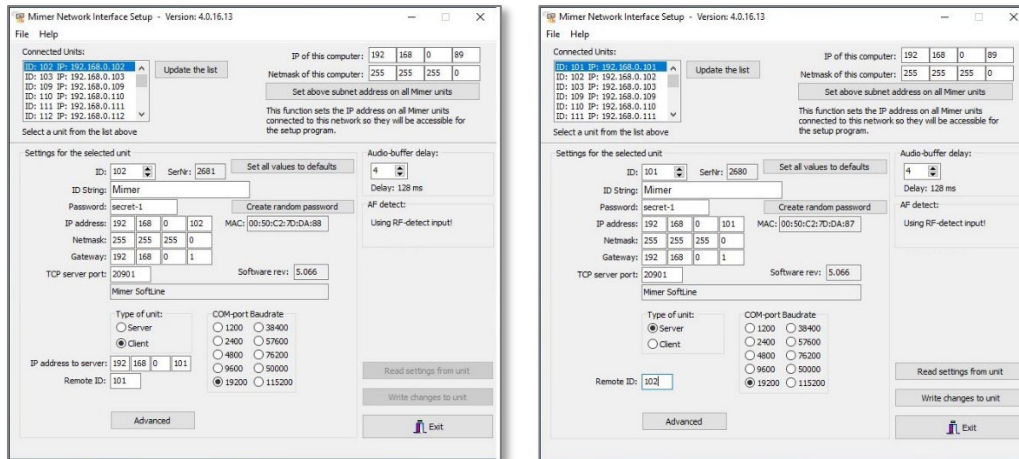 Mimer Network Interface Setup - Version: 4.0.16.13
File Help
Connected Units:
ID: 102 IP: 192.168.0.102
ID: 103 IP: 192.168.0.103
ID: 109 IP: 192.168.0.109
ID: 110 IP: 192.168.0.110
ID: 111 IP: 192.168.0.111
ID: 112 IP: 192.168.0.112
Select a unit from the list above
Update the list
IP of this computer: 192 168 0 89
Netmask of this computer: 255 255 255 0
Set above subnet address on all Mimer units
This function sets the IP address on all Mimer units
connected to this network so they will be accessible for
the setup program.
Settings for the selected unit
ID: 102 SerNr: 2681 Set all values to defaults
ID String: Mimer
Password: secret-1 Create random password
IP address: 192 168 0 102 MAC: 00:50:C2:7D:DA:88
Netmask: 255 255 255 0
Gateway: 192 168 0 1
TCP server port: 20901 Software rev: 5.066
Mimer SoftLine
Type of unit:
Server
Client
COM-port Baudrate
1200 38400
2400 57600
4800 76200
9600 50000
19200 115200
IP address to server: 192 168 0 101
Remote ID: 101
Advanced
Audio-buffer delay:
4
Delay: 128 ms
AF detect:
Using RF-detect input!
Read settings from unit
Write changes to unit
Exit
Mimer Network Interface Setup - Version: 4.0.16.13
File Help
Connected Units:
ID: 101 IP: 192.168.0.101
ID: 102 IP: 192.168.0.102
ID: 103 IP: 192.168.0.103
ID: 109 IP: 192.168.0.109
ID: 110 IP: 192.168.0.110
ID: 111 IP: 192.168.0.111
Select a unit from the list above
Update the list
IP of this computer: 192 168 0 89
Netmask of this computer: 255 255 255 0
Set above subnet address on all Mimer units
This function sets the IP address on all Mimer units
connected to this network so they will be accessible for
the setup program.
Settings for the selected unit
ID: 101 SerNr: 2680 Set all values to defaults
ID String: Mimer
Password: secret-1 Create random password
IP address: 192 168 0 101 MAC: 00:50:C2:7D:DA:87
Netmask: 255 255 255 0
Gateway: 192 168 0 1
TCP server port: 20901 Software rev: 5.066
Mimer SoftLine
Type of unit:
Server
Client
COM-port Baudrate
1200 38400
2400 57600
4800 76200
9600 50000
19200 115200
Remote ID: 102
Advanced
Audio-buffer delay:
4
Delay: 128 ms
AF detect:
Using RF-detect input!
Read settings from unit
Write changes to unit
Exit